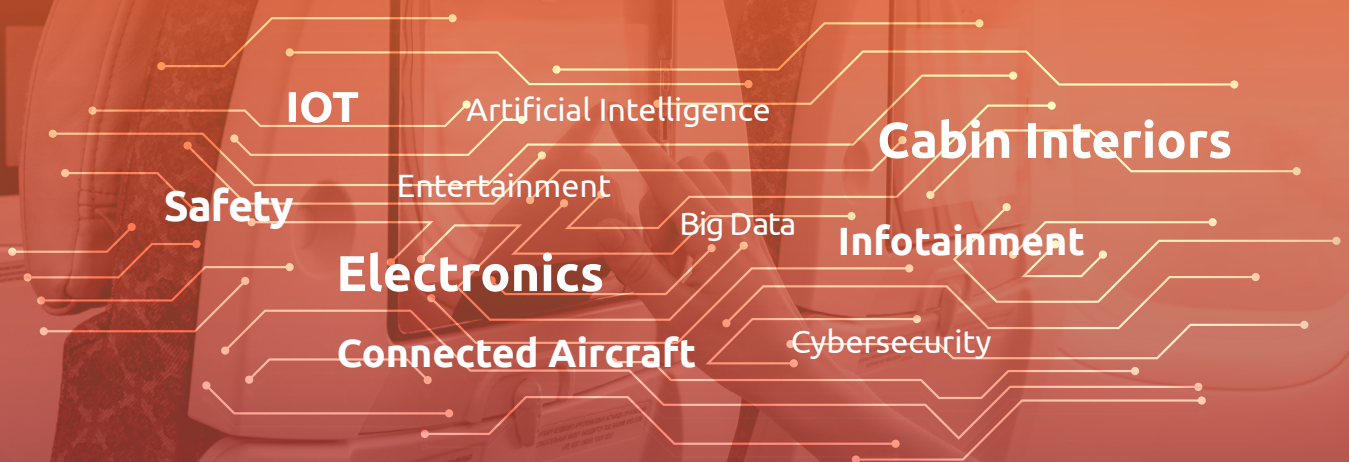 IOT
Artificial Intelligence
Cabin Interiors
Entertainment
Safety
Big Data
Infotainment
Electronics
Cybersecurity
Connected Aircraft